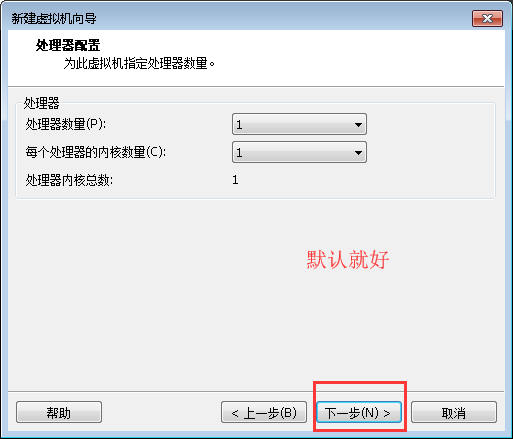 新建虚拟机向导
处理器配置
为此虚拟机指定处理器数量。
处理器
处理器数量(P): 1
每个处理器的内核数量(C): 1
处理器内核总数: 1
默认就好
帮助 < 上一步(B) 下一步(N) > 取消